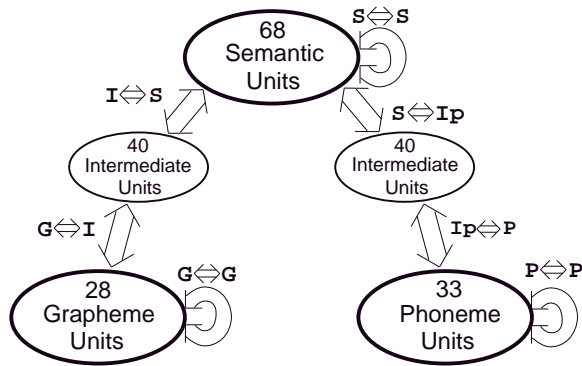 S⇔S
68
Semantic
Units
I⇔S
S⇔Ip
40
Intermediate
Units
40
Intermediate
Units
G⇔I
Ip⇔P
G⇔G
P⇔P
28
Grapheme
Units
33
Phoneme
Units